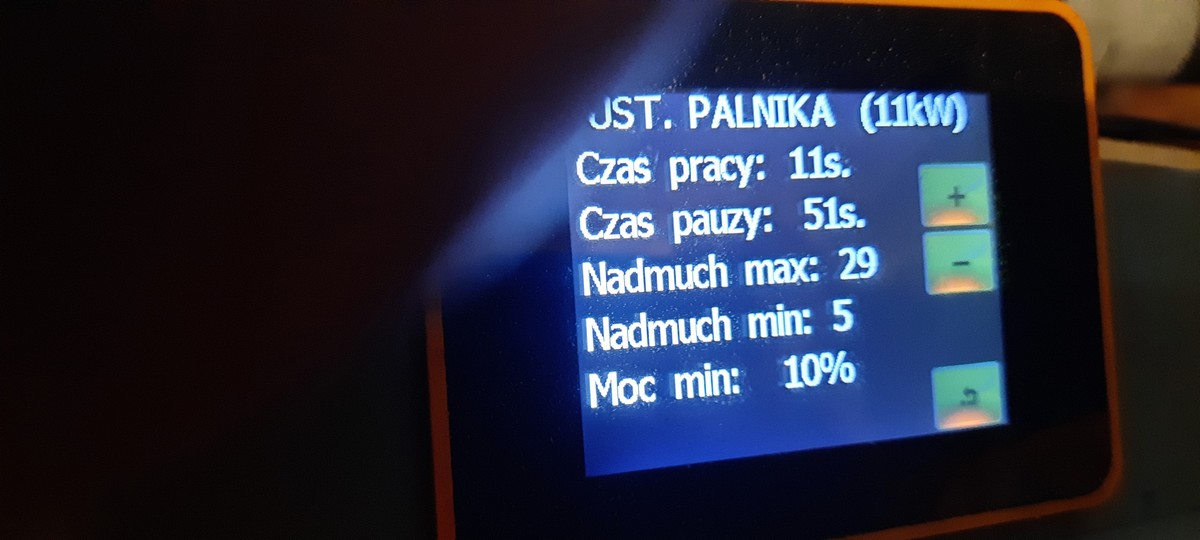 UST. PALNIKA (11kW)
Czas pracy: 11s.
Czas pauzy: 51s.
Nadmuch max: 29
Nadmuch min: 5
Moc min: 10%
+
-